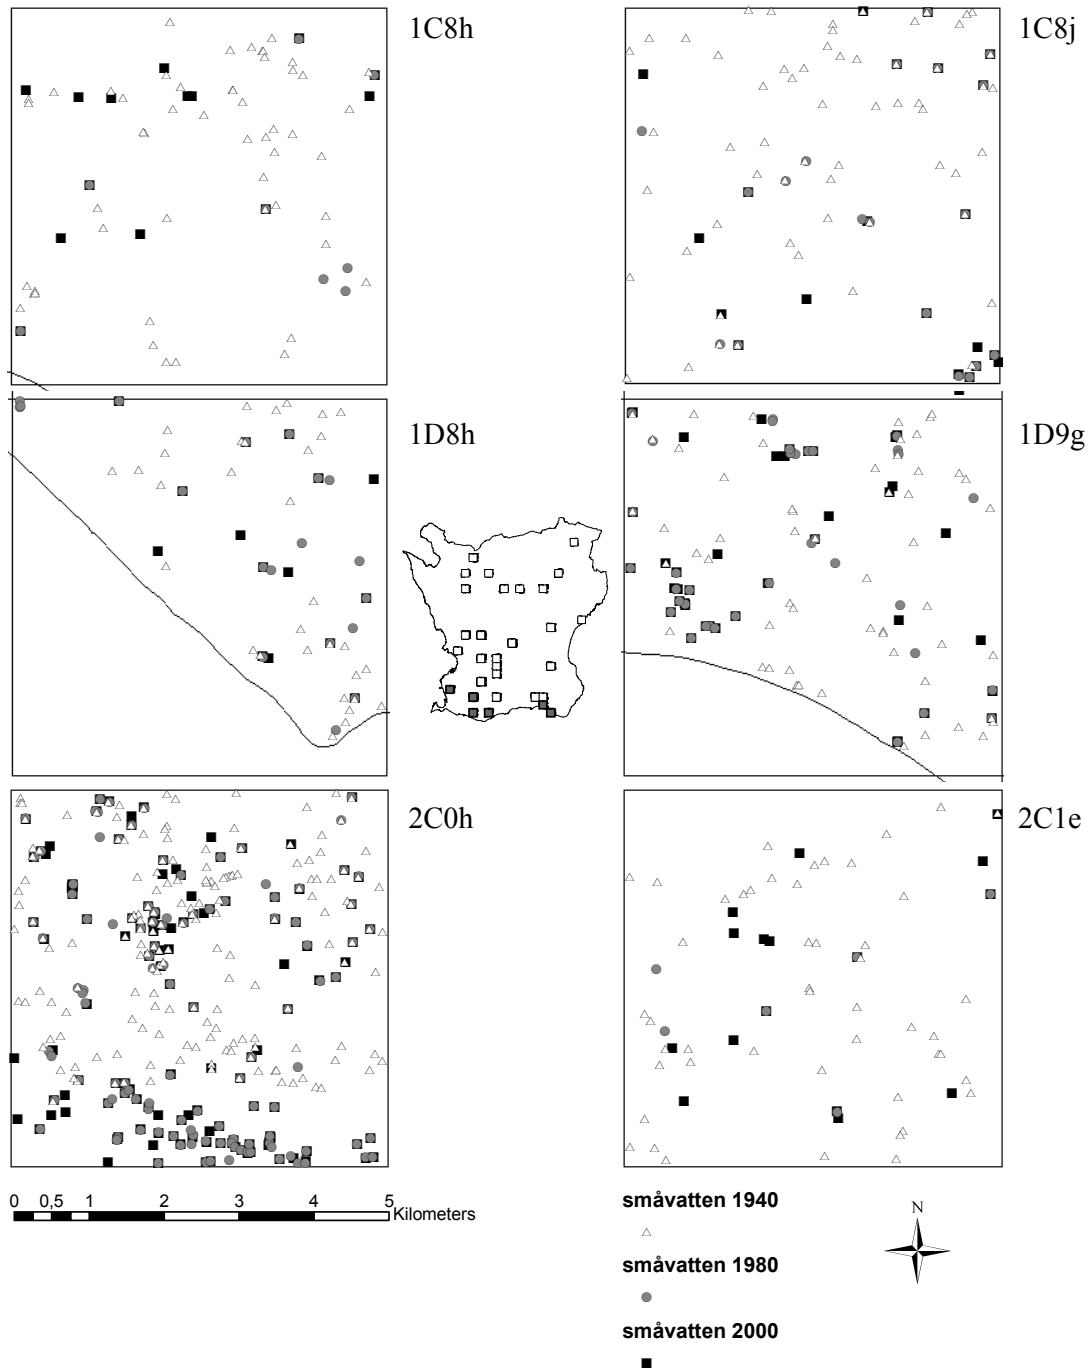 1C8h
1C8j
1D8h
1D9g
2C0h
2C1e
0 0,5 1 2 3 4 5
Kilometers
småvatten 1940
småvatten 1980
småvatten 2000
N